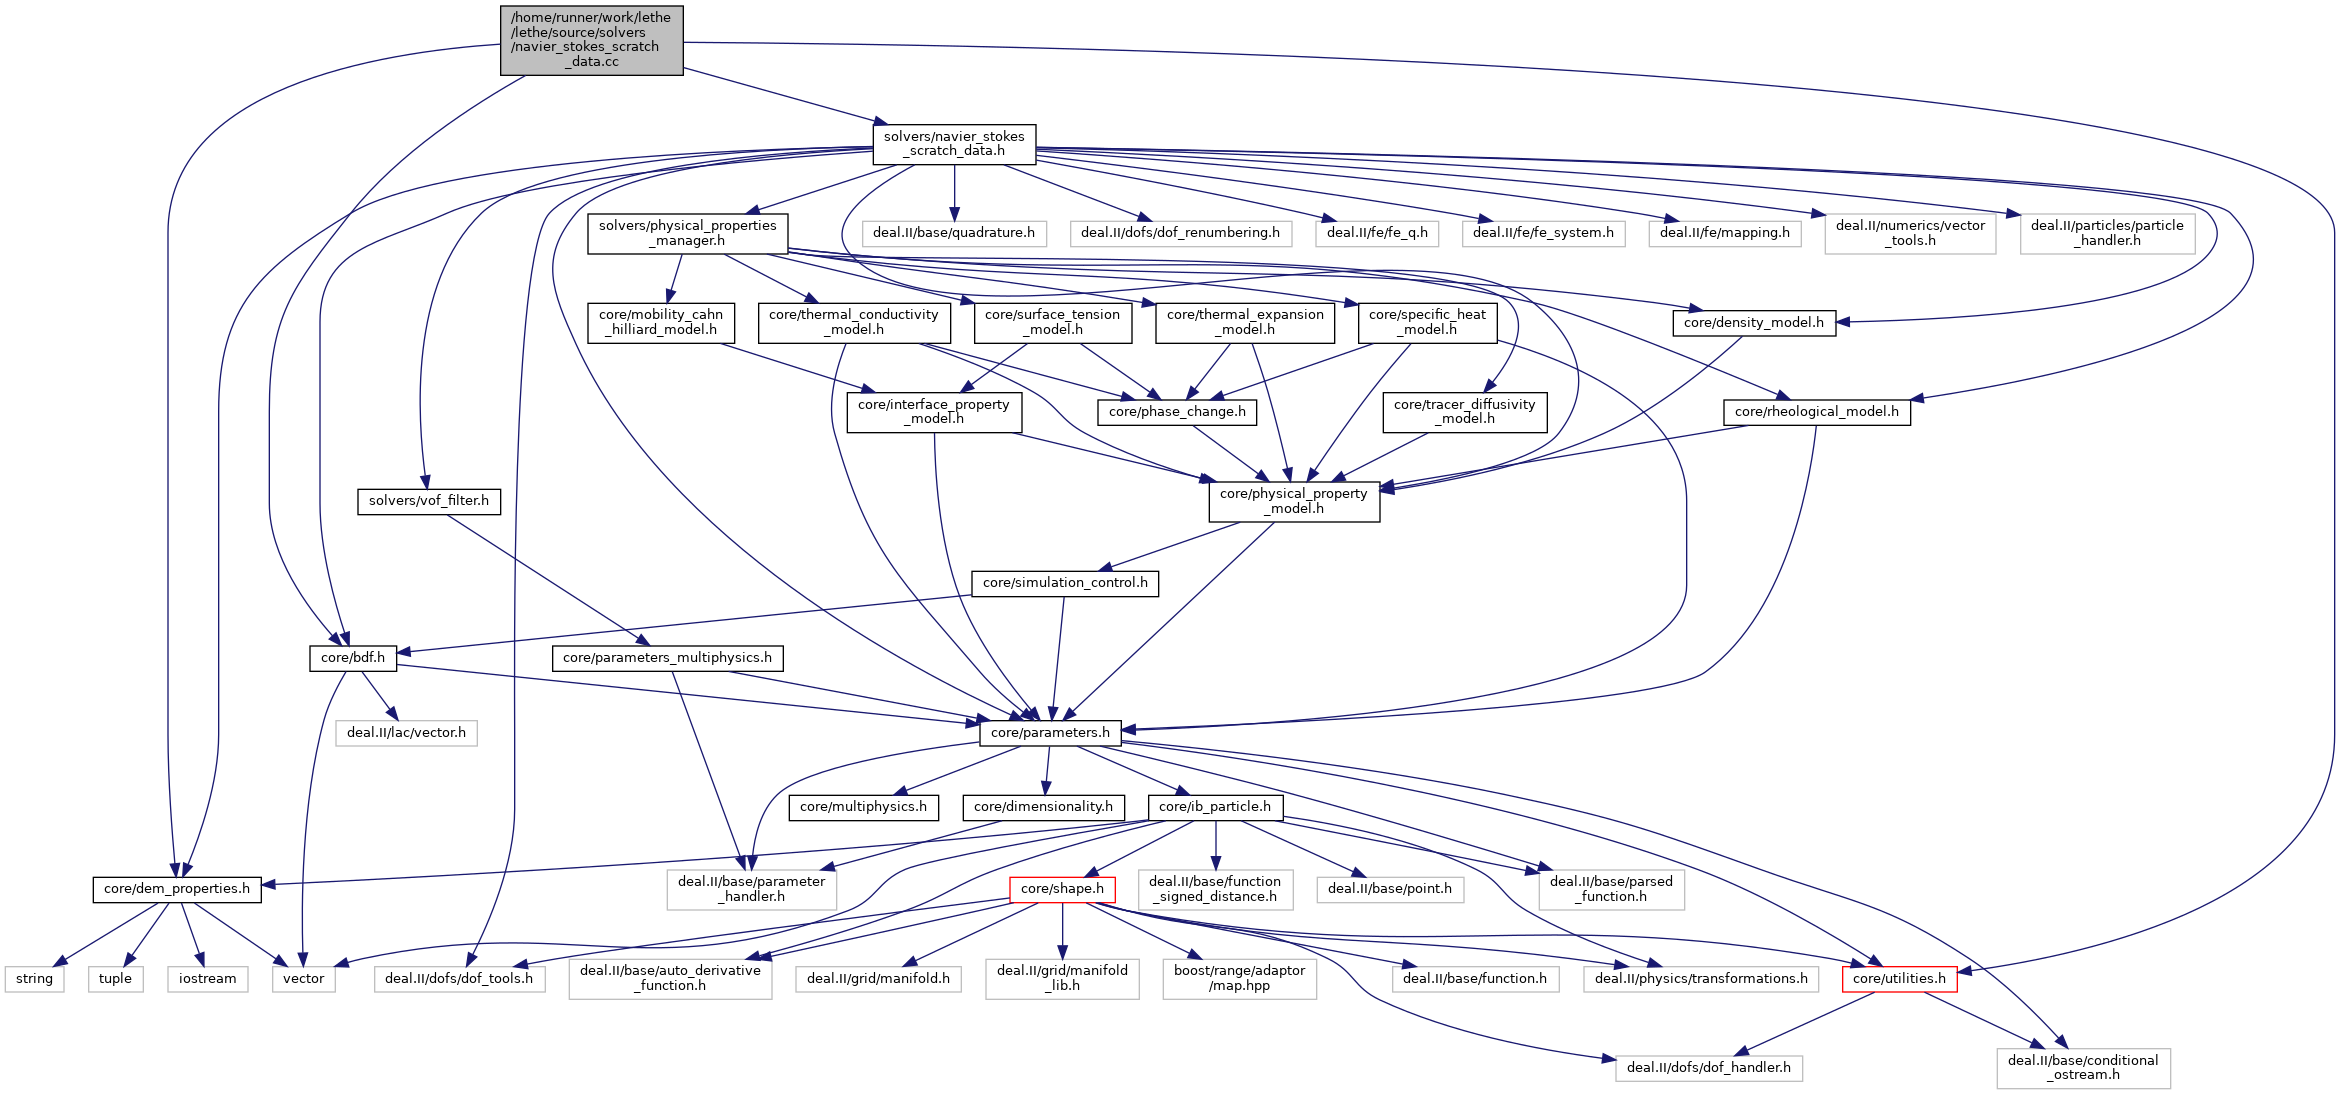 /home/runner/work/lethe
/lethe/source/solvers
/navier_stokes_scratch
_data.cc
solvers/navier_stokes
_scratch_data.h
solvers/physical_properties
_manager.h
deal.II/base/quadrature.h
deal.II/dofs/dof_renumbering.h
deal.II/fe/fe_q.h
deal.II/fe/fe_system.h
deal.II/fe/mapping.h
deal.II/numerics/vector
_tools.h
deal.II/particles/particle
_handler.h
core/mobility_cahn
_hilliard_model.h
core/thermal_conductivity
_model.h
core/surface_tension
_model.h
core/thermal_expansion
_model.h
core/specific_heat
_model.h
core/density_model.h
core/interface_property
_model.h
core/phase_change.h
core/tracer_diffusivity
_model.h
core/rheological_model.h
solvers/vof_filter.h
core/physical_property
_model.h
core/simulation_control.h
core/bdf.h
core/parameters_multiphysics.h
deal.II/lac/vector.h
core/parameters.h
core/multiphysics.h
core/dimensionality.h
core/ib_particle.h
core/dem_properties.h
deal.II/base/parameter
_handler.h
core/shape.h
deal.II/base/function
_signed_distance.h
deal.II/base/point.h
deal.II/base/parsed
_function.h
string
tuple
iostream
vector
deal.II/dofs/dof_tools.h
deal.II/base/auto_derivative
_function.h
deal.II/grid/manifold.h
deal.II/grid/manifold
_lib.h
boost/range/adaptor
/map.hpp
deal.II/base/function.h
deal.II/physics/transformations.h
core/utilities.h
deal.II/dofs/dof_handler.h
deal.II/base/conditional
_ostream.h